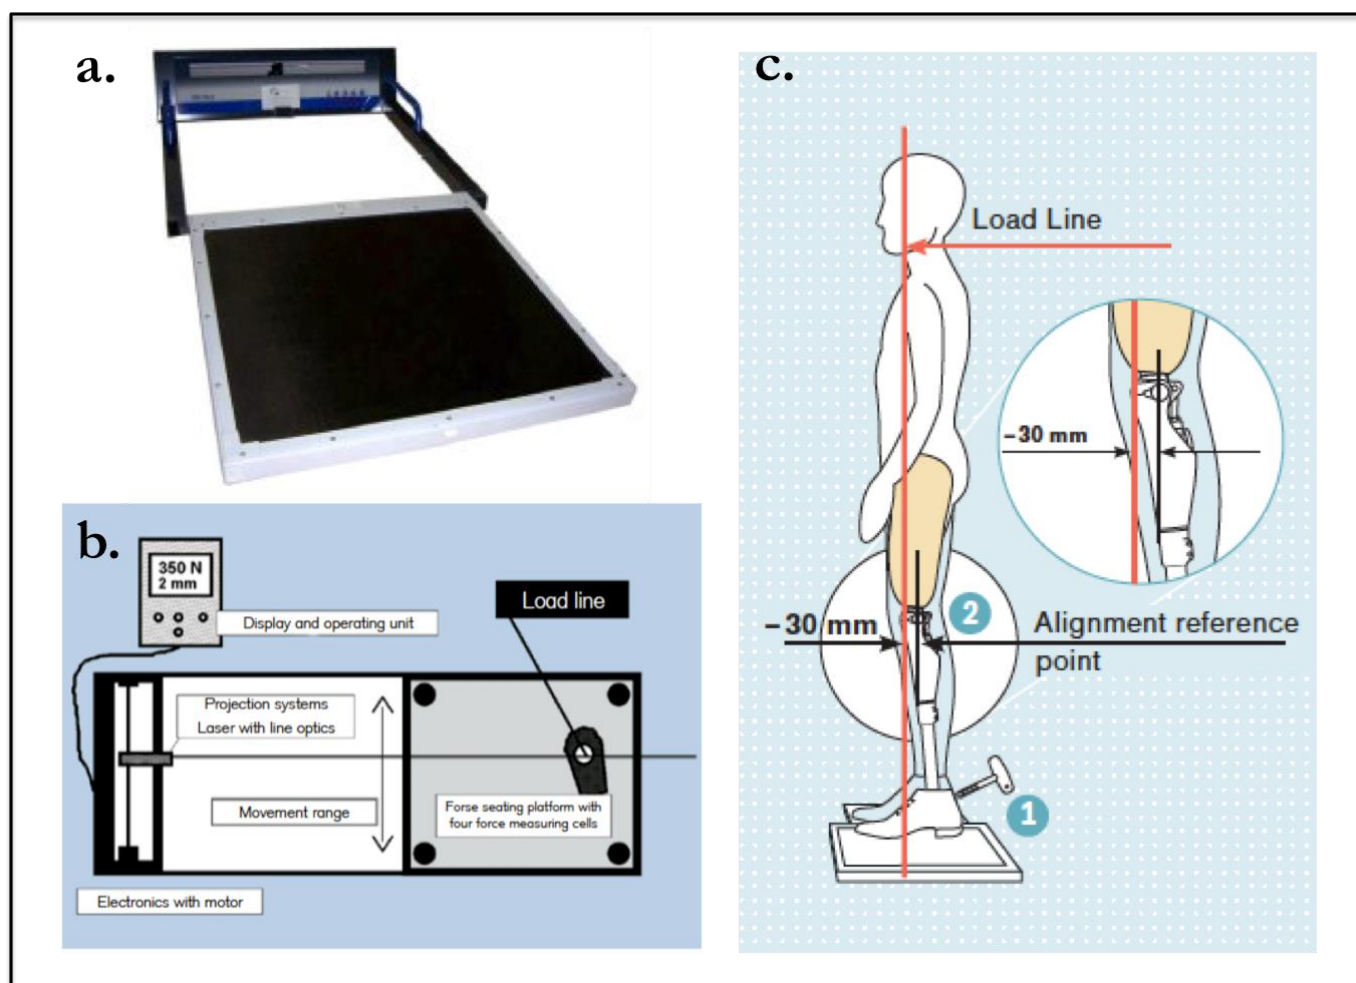 a.
b.
350 N
2 mm
Display and operating unit
Load line
Projection systems
Laser with line optics
Movement range
Forse seating platform with
four force measuring cells
Electronics with motor
c.
Load Line
– 30 mm
– 30 mm
2
Alignment reference
point
1